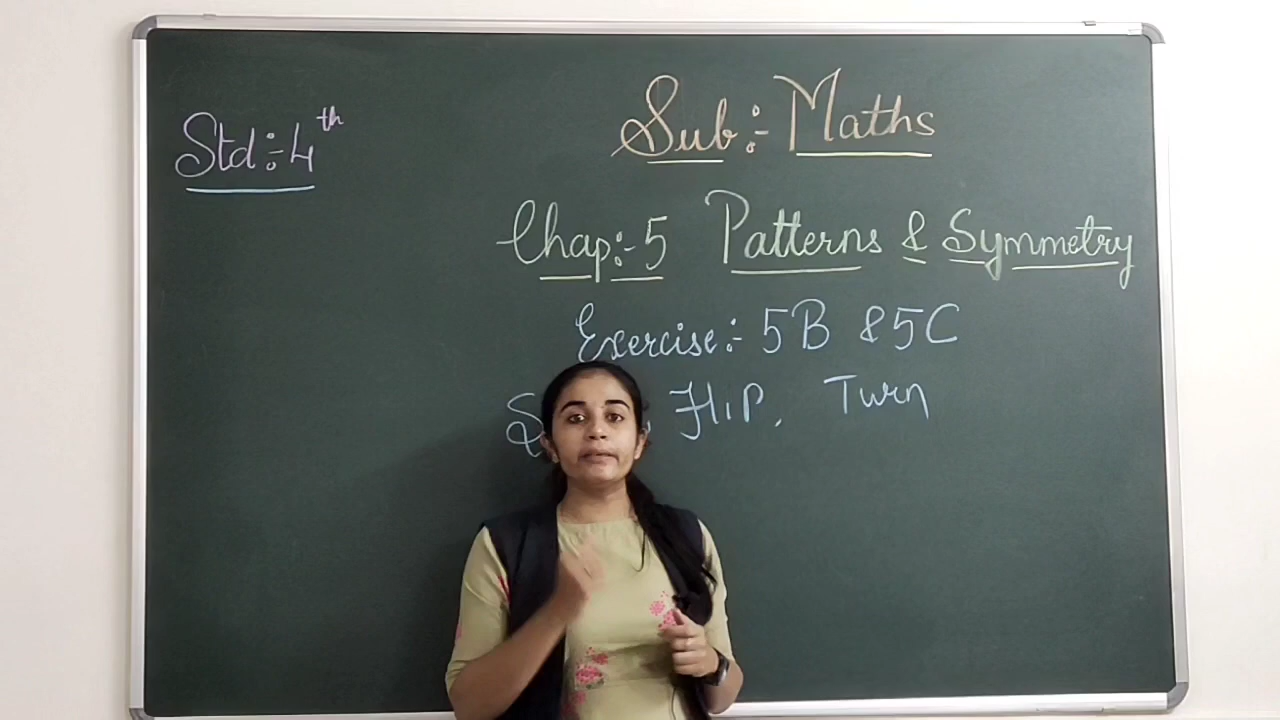 Std:- 4th
Sub:- Maths
Chap:- 5 Patterns & Symmetry
Exercise:- 5B & 5C
Flip, Turn